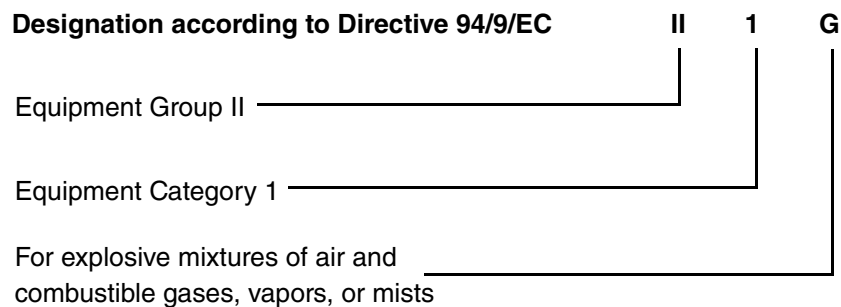 Designation according to Directive 94/9/EC II 1 G
Equipment Group II
Equipment Category 1
For explosive mixtures of air and
combustible gases, vapors, or mists